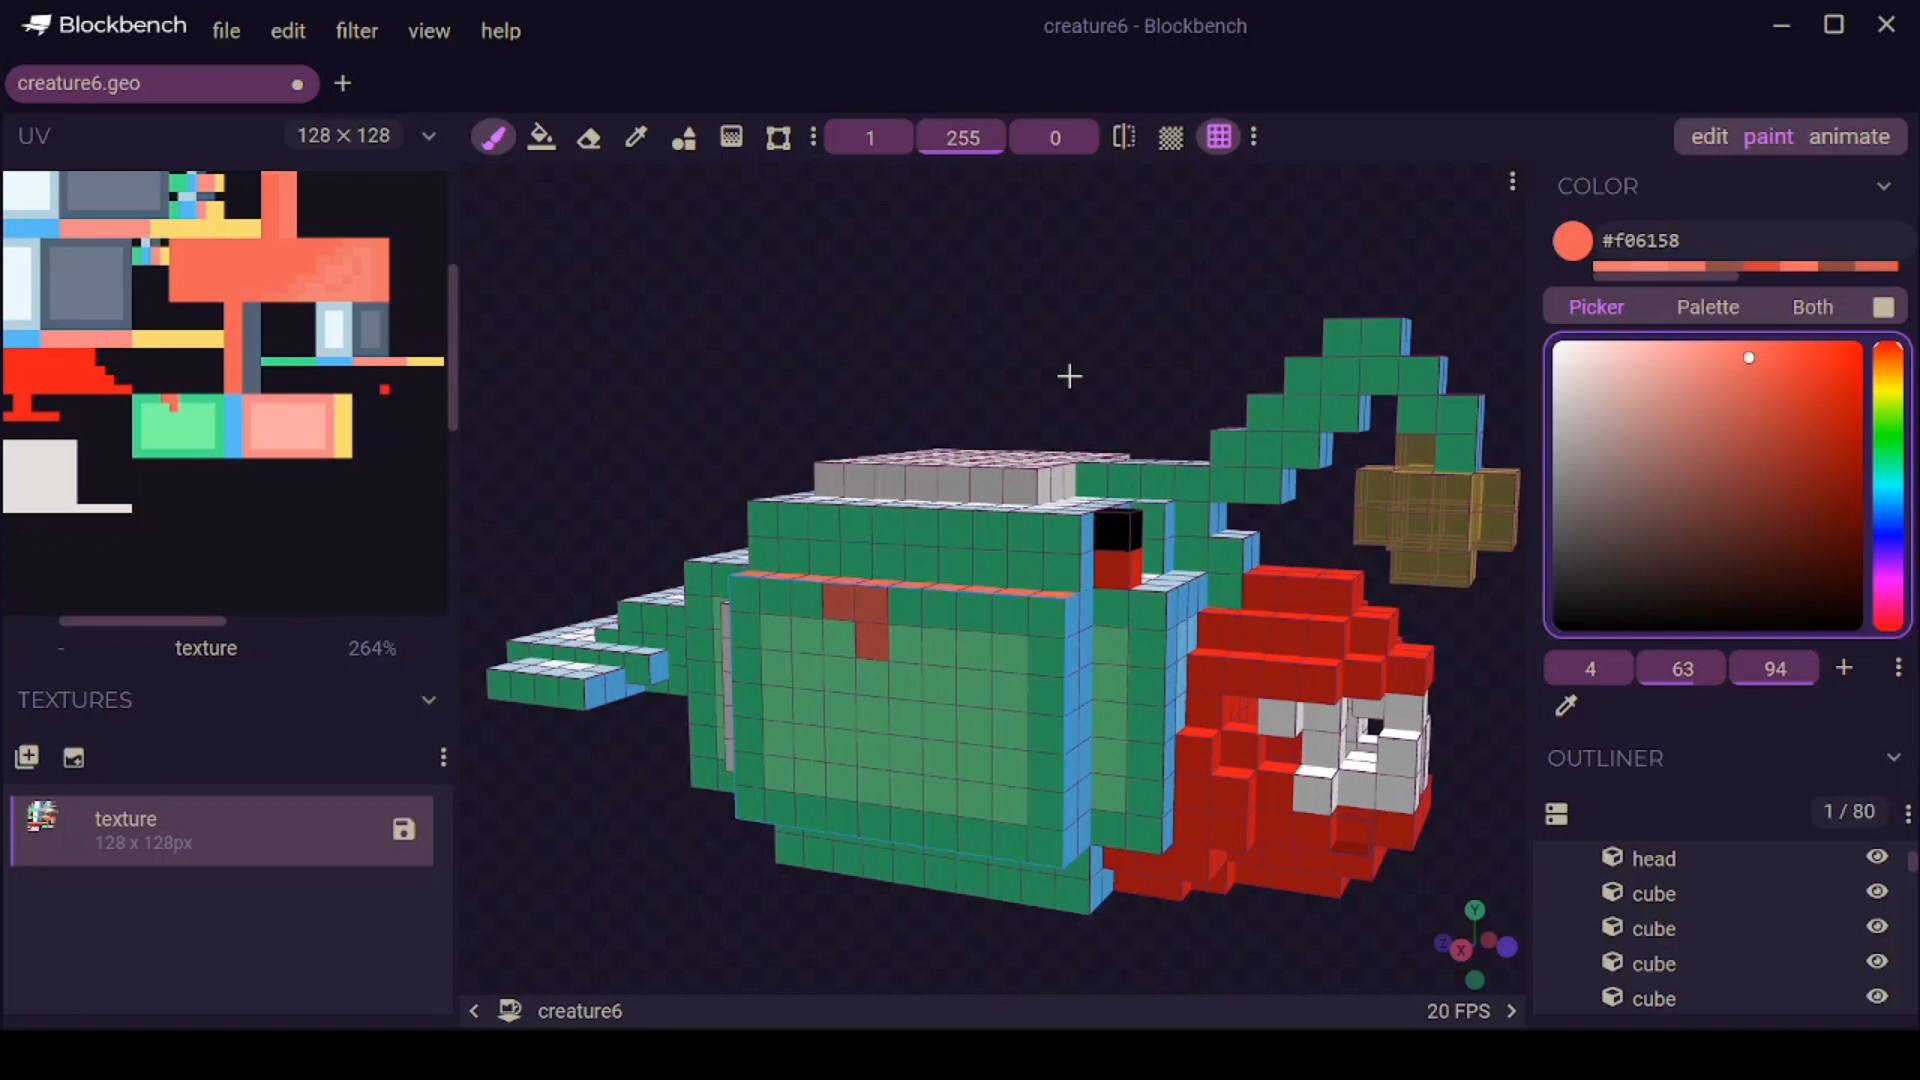 Blockbench file edit filter view help creature6 - Blockbench
creature6.geo
UV 128 × 128 1 255 0 edit paint animate
COLOR
#f06158
Picker Palette Both
- texture 264%
4 63 94
TEXTURES
OUTLINER
texture
128 x 128px
1 / 80
head
cube
cube
cube
cube
Y
Z
X
creature6 20 FPS